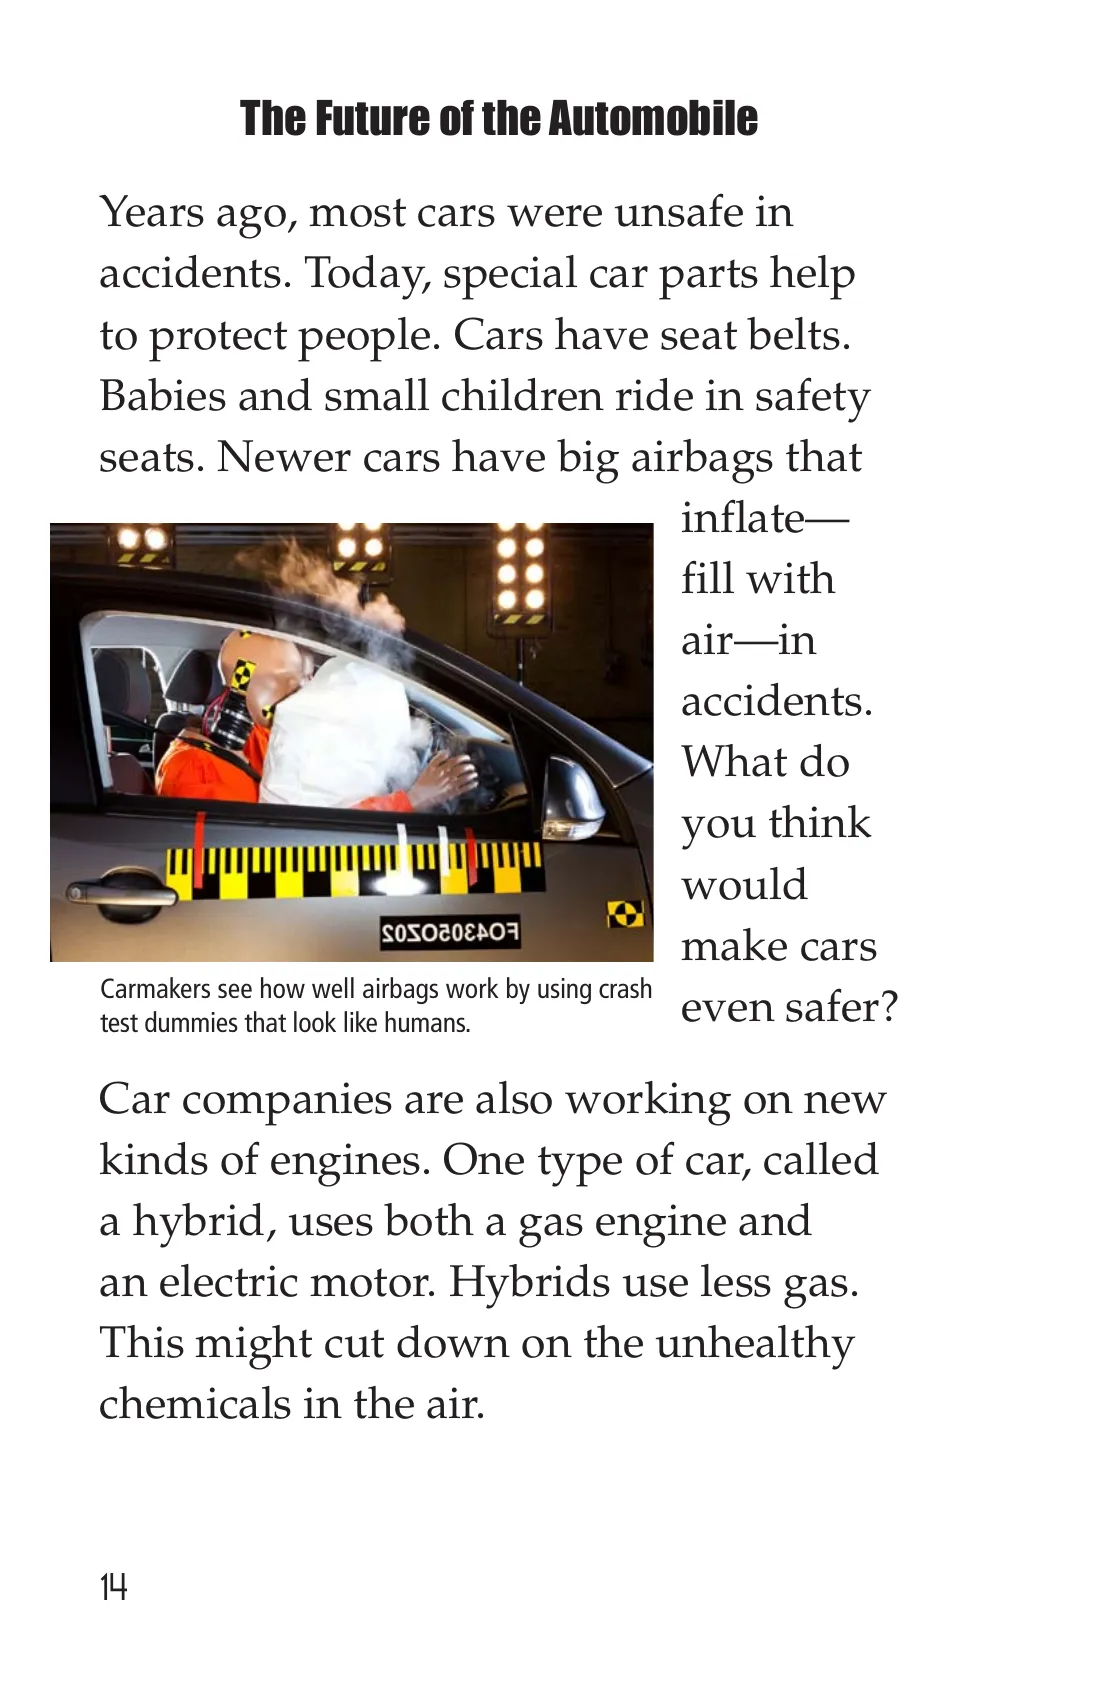 The Future of the Automobile
Years ago, most cars were unsafe in
accidents. Today, special car parts help
to protect people. Cars have seat belts.
Babies and small children ride in safety
seats. Newer cars have big airbags that
inflate—
fill with
air—in
accidents.
What do
you think
would
make cars
even safer?
FO43050Z02
Carmakers see how well airbags work by using crash
test dummies that look like humans.
Car companies are also working on new
kinds of engines. One type of car, called
a hybrid, uses both a gas engine and
an electric motor. Hybrids use less gas.
This might cut down on the unhealthy
chemicals in the air.
14